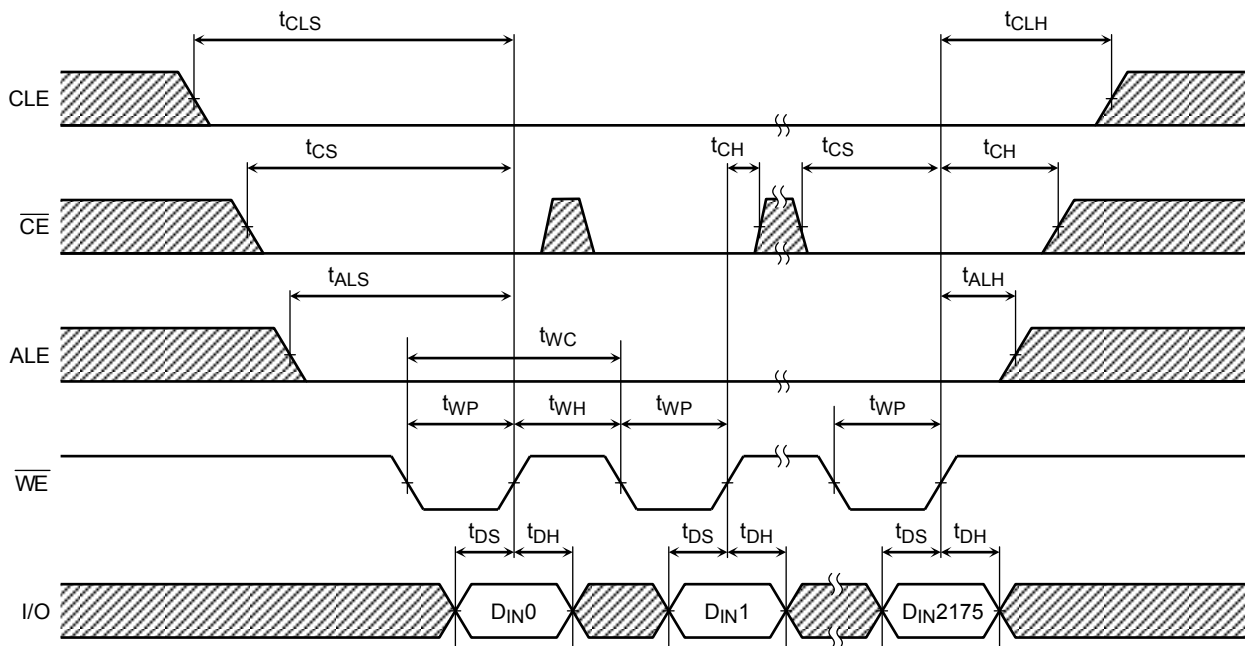 tCLS tCLH
CLE
tCS tCH tCS tCH
CE
tALS tALH
ALE
tWC
tWP tWH tWP tWP
WE
tDS tDH tDS tDH tDS tDH
I/O DIN0 DIN1 DIN2175